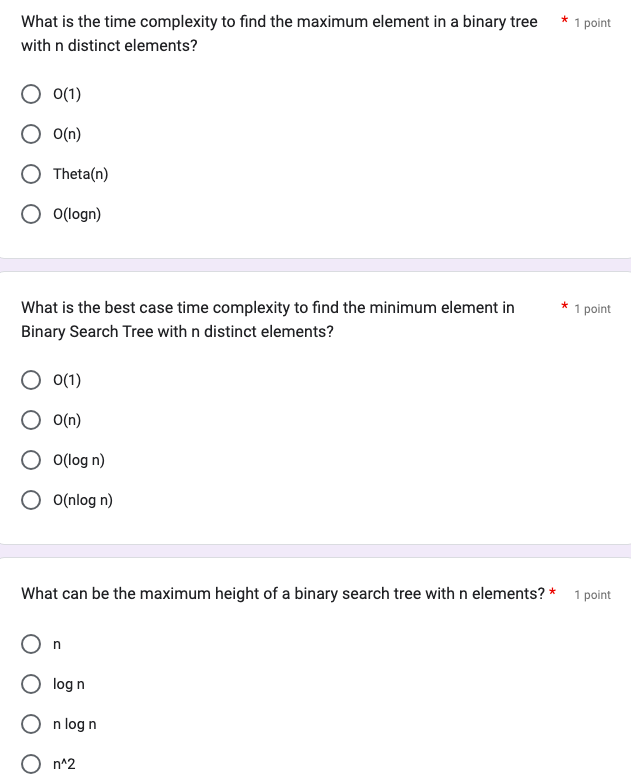 What is the time complexity to find the maximum element in a binary tree * 1 point
with n distinct elements?
O(1)
O(n)
Theta(n)
O(logn)
What is the best case time complexity to find the minimum element in * 1 point
Binary Search Tree with n distinct elements?
O(1)
O(n)
O(log n)
O(nlog n)
What can be the maximum height of a binary search tree with n elements? * 1 point
n
log n
n log n
n^2